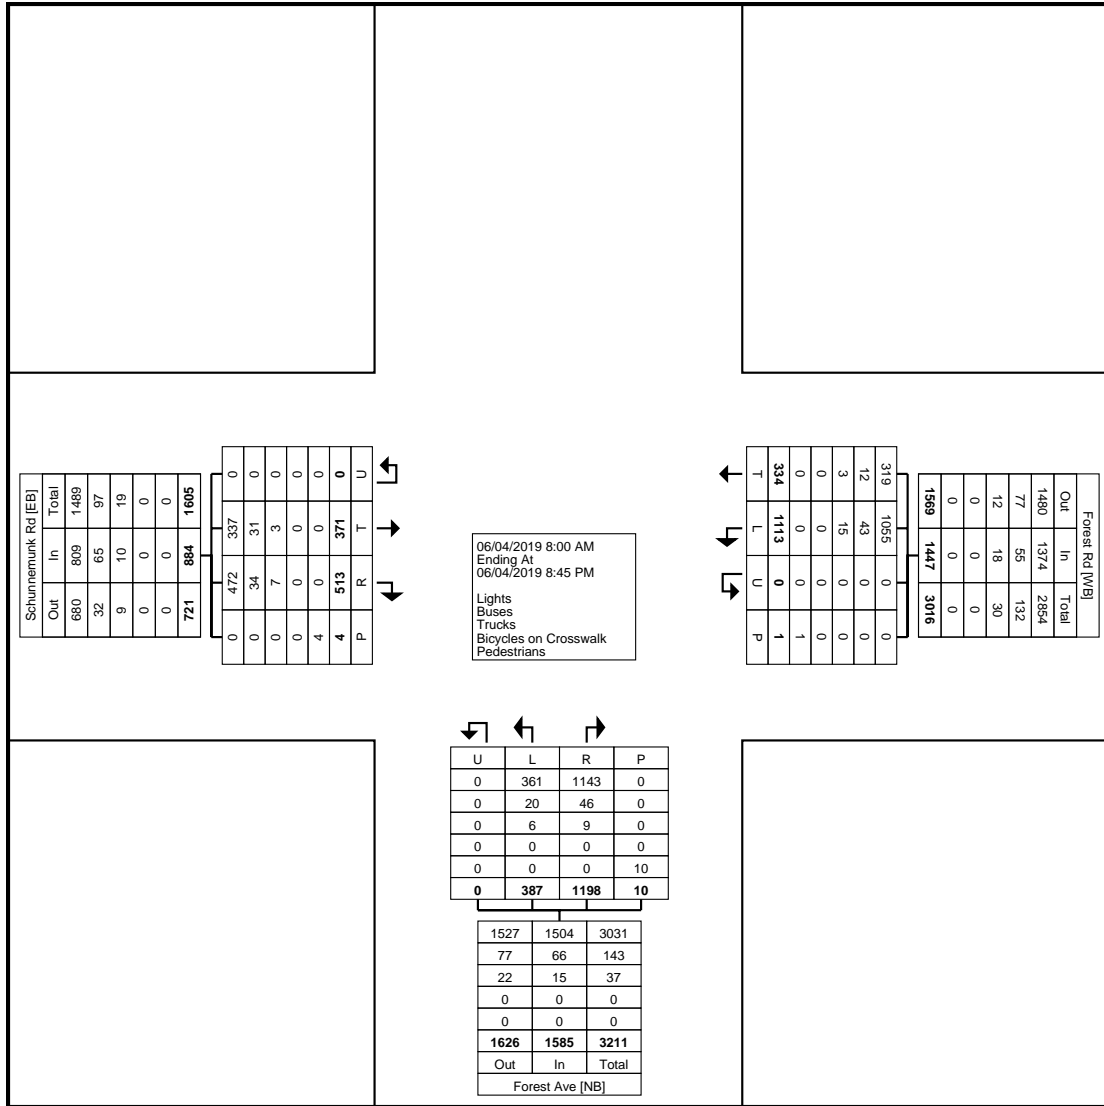 Schunnemunk Rd [EB]
Out In Total
680 809 1489
32 65 97
9 10 19
0 0 0
0 0 0
721 884 1605
0 337 472 0
0 31 34 0
0 3 7 0
0 0 0 0
0 0 0 4
0 371 513 4
U T R P
06/04/2019 8:00 AM
Ending At
06/04/2019 8:45 PM
Lights
Buses
Trucks
Bicycles on Crosswalk
Pedestrians
Forest Rd [WB]
Out In Total
1480 1374 2854
77 55 132
12 18 30
0 0 0
0 0 0
1569 1447 3016
319 1055 0 0
12 43 0 0
3 15 0 0
0 0 0 0
0 0 0 1
334 1113 0 1
T L U P
U L R P
0 361 1143 0
0 20 46 0
0 6 9 0
0 0 0 0
0 0 0 10
0 387 1198 10
1527 1504 3031
77 66 143
22 15 37
0 0 0
0 0 0
1626 1585 3211
Out In Total
Forest Ave [NB]